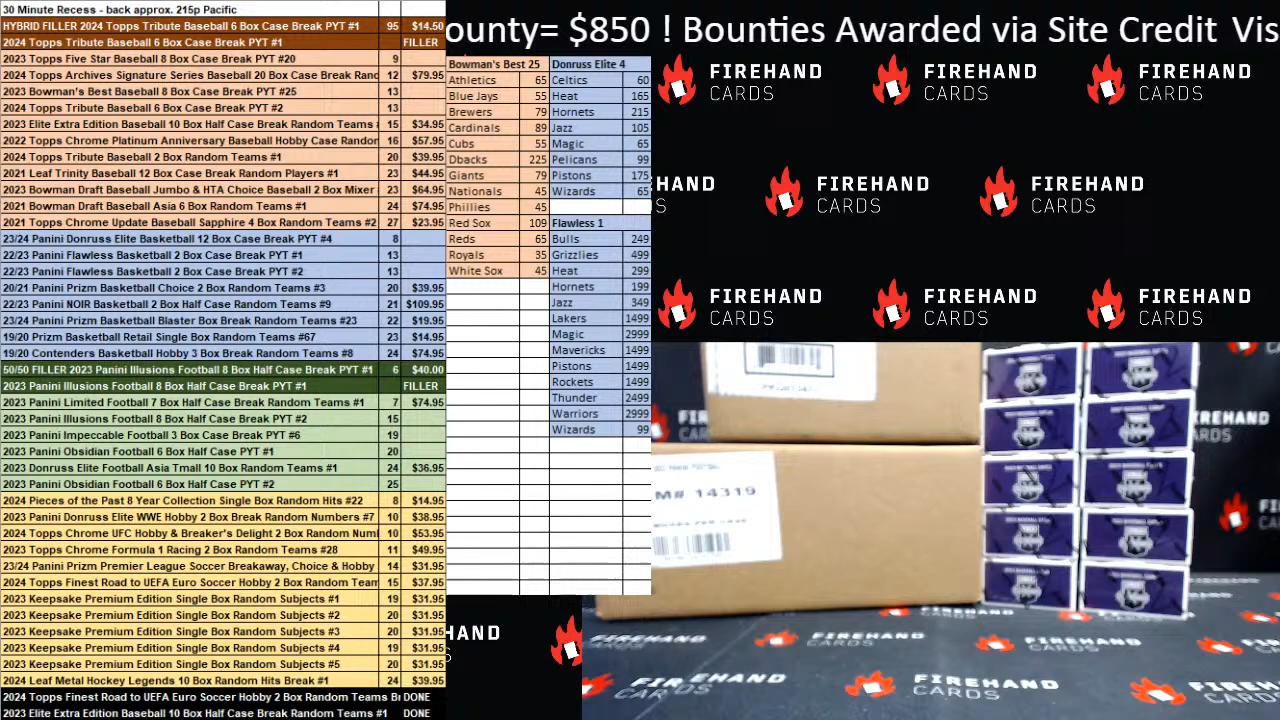 30 Minute Recess - back approx. 215p Pacific
HYBRID FILLER 2024 Topps Tribute Baseball 6 Box Case Break PYT #1 95 $14.50
2024 Topps Tribute Baseball 6 Box Case Break PYT #1 FILLER
2023 Topps Five Star Baseball 8 Box Case Break PYT #20 9
2024 Topps Archives Signature Series Baseball 20 Box Case Break Ranc 12 $79.95
2023 Bowman's Best Baseball 8 Box Case Break PYT #25 13
2024 Topps Tribute Baseball 6 Box Case Break PYT #2 13
2023 Elite Extra Edition Baseball 10 Box Half Case Break Random Teams # 15 $34.95
2022 Topps Chrome Platinum Anniversary Baseball Hobby Case Randor 16 $57.95
2024 Topps Tribute Baseball 2 Box Random Teams #1 20 $39.95
2021 Leaf Trinity Baseball 12 Box Case Break Random Players #1 23 $44.95
2023 Bowman Draft Baseball Jumbo & HTA Choice Baseball 2 Box Mixer 23 $64.95
2021 Bowman Draft Baseball Asia 6 Box Random Teams #1 24 $74.95
2021 Topps Chrome Update Baseball Sapphire 4 Box Random Teams #2 27 $23.95
23/24 Panini Donruss Elite Basketball 12 Box Case Break PYT #4 8
22/23 Panini Flawless Basketball 2 Box Case Break PYT #1 13
22/23 Panini Flawless Basketball 2 Box Case Break PYT #2 13
20/21 Panini Prizm Basketball Choice 2 Box Random Teams #3 20 $39.95
22/23 Panini NOIR Basketball 2 Box Half Case Random Teams #9 21 $109.95
23/24 Panini Prizm Basketball Blaster Box Break Random Teams #23 22 $19.95
19/20 Prizm Basketball Retail Single Box Random Teams #67 23 $14.95
19/20 Contenders Basketball Hobby 3 Box Break Random Teams #8 24 $74.95
50/50 FILLER 2023 Panini Illusions Football 8 Box Half Case Break PYT #1 6 $40.00
2023 Panini Illusions Football 8 Box Half Case Break PYT #1 FILLER
2023 Panini Limited Football 7 Box Half Case Break Random Teams #1 7 $74.95
2023 Panini Illusions Football 8 Box Half Case Break PYT #2 15
2023 Panini Impeccable Football 3 Box Case Break PYT #6 19
2023 Panini Obsidian Football 6 Box Half Case PYT #1 20
2023 Donruss Elite Football Asia Tmall 10 Box Random Teams #1 24 $36.95
2023 Panini Obsidian Football 6 Box Half Case PYT #2 25
2024 Pieces of the Past 8 Year Collection Single Box Random Hits #22 8 $14.95
2023 Panini Donruss Elite WWE Hobby 2 Box Break Random Numbers #7 10 $38.95
2024 Topps Chrome UFC Hobby & Breaker's Delight 2 Box Random Numl 10 $53.95
2023 Topps Chrome Formula 1 Racing 2 Box Random Teams #28 11 $49.95
23/24 Panini Prizm Premier League Soccer Breakaway, Choice & Hobby 14 $31.95
2024 Topps Finest Road to UEFA Euro Soccer Hobby 2 Box Random Team 15 $37.95
2023 Keepsake Premium Edition Single Box Random Subjects #1 19 $31.95
2023 Keepsake Premium Edition Single Box Random Subjects #2 20 $31.95
2023 Keepsake Premium Edition Single Box Random Subjects #3 20 $31.95
2023 Keepsake Premium Edition Single Box Random Subjects #4 19 $31.95
2023 Keepsake Premium Edition Single Box Random Subjects #5 20 $31.95
2024 Leaf Metal Hockey Legends 10 Box Random Hits Break #1 24 $39.95
2024 Topps Finest Road to UEFA Euro Soccer Hobby 2 Box Random Teams Br DONE
2023 Elite Extra Edition Baseball 10 Box Half Case Break Random Teams #1 DONE
ounty= $850 ! Bounties Awarded via Site Credit Vis
Bowman's Best 25
Athletics 65
Blue Jays 55
Brewers 79
Cardinals 89
Cubs 55
Dbacks 225
Giants 79
Nationals 45
Phillies 45
Red Sox 109
Reds 65
Royals 35
White Sox 45
Donruss Elite 4
Celtics 60
Heat 165
Hornets 215
Jazz 105
Magic 65
Pelicans 99
Pistons 175
Wizards 65
Flawless 1
Bulls 249
Grizzlies 499
Heat 299
Hornets 199
Jazz 349
Lakers 1499
Magic 2999
Mavericks 1499
Pistons 1499
Rockets 1499
Thunder 2499
Warriors 2999
Wizards 99
FIREHAND CARDS
FIREHAND CARDS
FIREHAND CARDS
HAND
S
FIREHAND CARDS
FIREHAND CARDS
FIREHAND CARDS
FIREHAND CARDS
FIREHAND CARDS
M# 14319
HAND
FIREHAND CARDS
FIREHAND CARDS
FIREHAND CARDS
FIREHAND CARDS